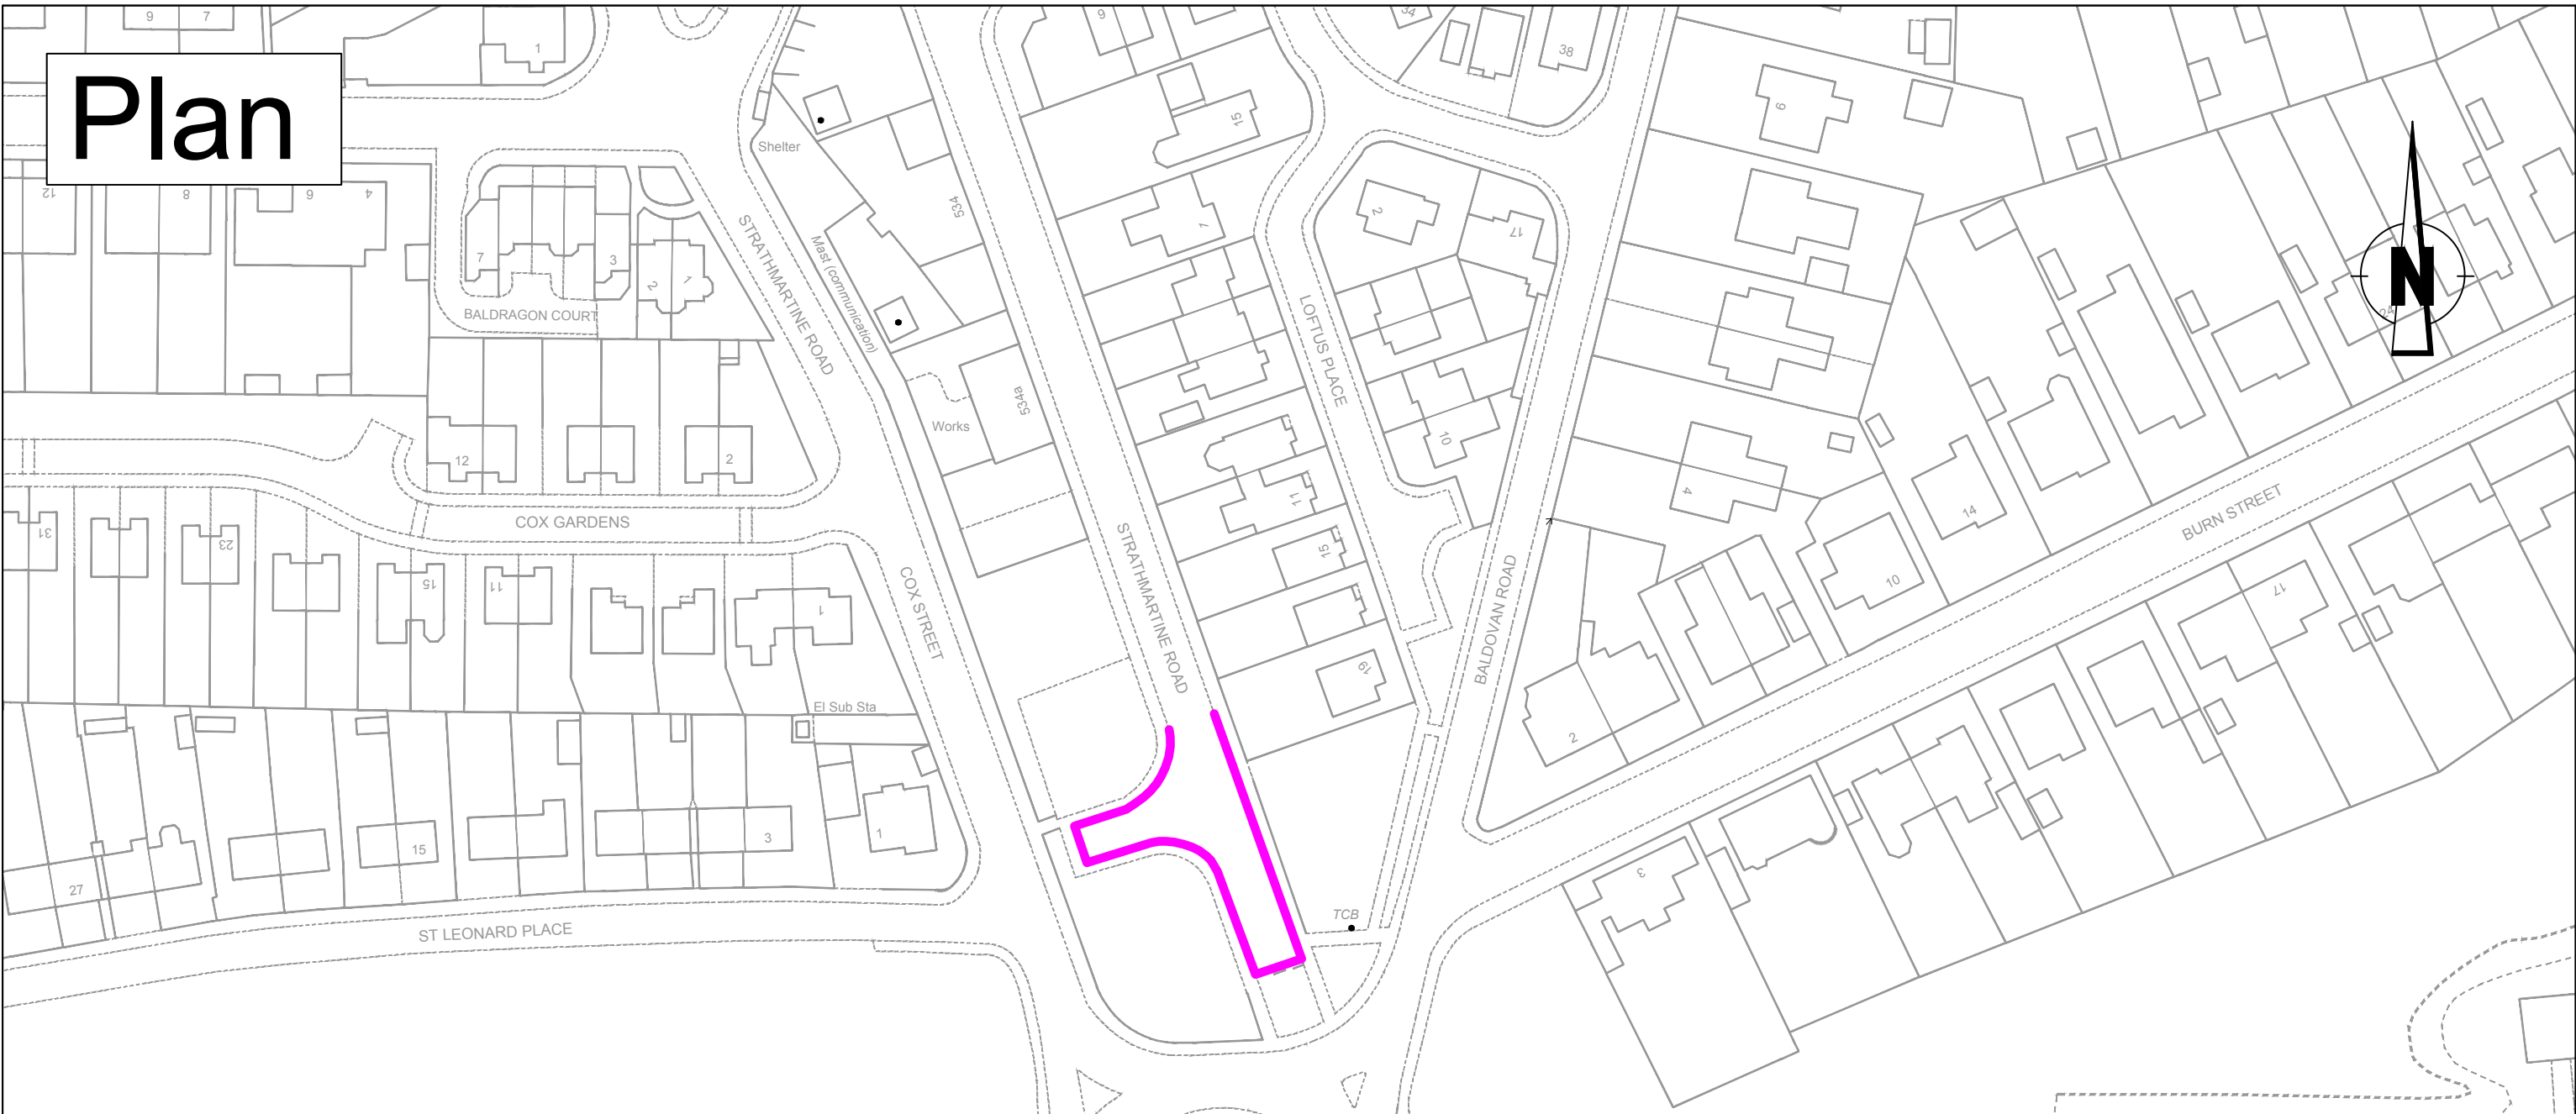 Plan
9
7
1
9
34
38
9
15
Shelter
12
8
6
4
534
7
2
17
7
3
2
1
STRATHMARTINE ROAD
Mast (communication)
BALDRAGON COURT
LOFTUS PLACE
N
24
534a
Works
12
2
10
4
14
BURN STREET
COX GARDENS
31
23
15
11
1
11
15
STRATHMARTINE ROAD
COX STREET
BALDOVAN ROAD
10
17
19
El Sub Sta
2
27
15
3
1
3
ST LEONARD PLACE
TCB